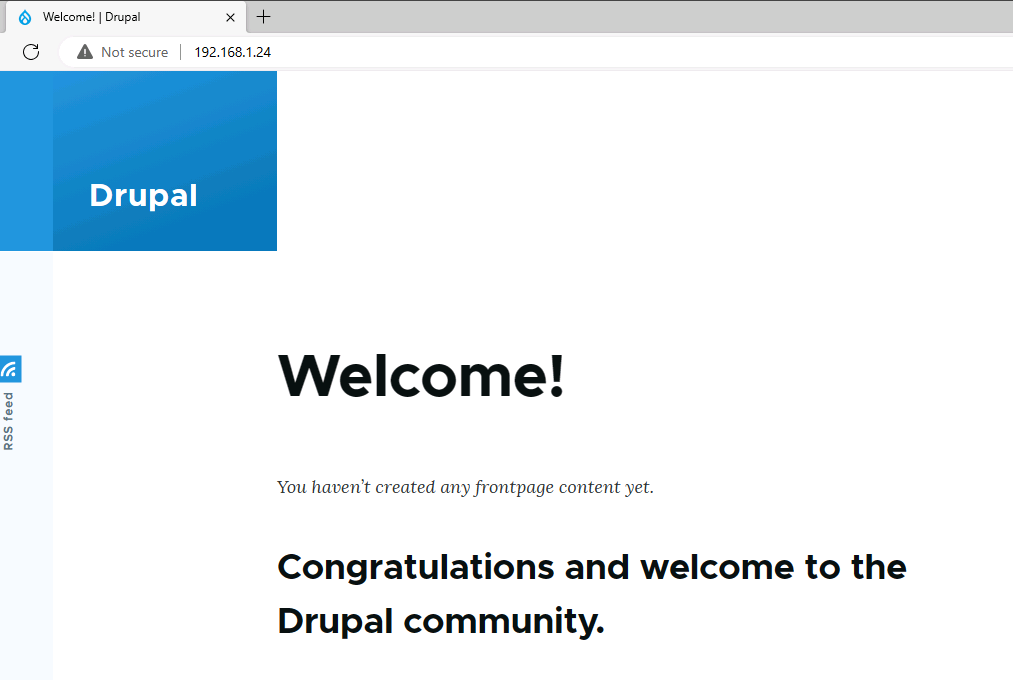 Welcome! | Drupal
Not secure | 192.168.1.24
Drupal
RSS feed
Welcome!
You haven’t created any frontpage content yet.
Congratulations and welcome to the
Drupal community.